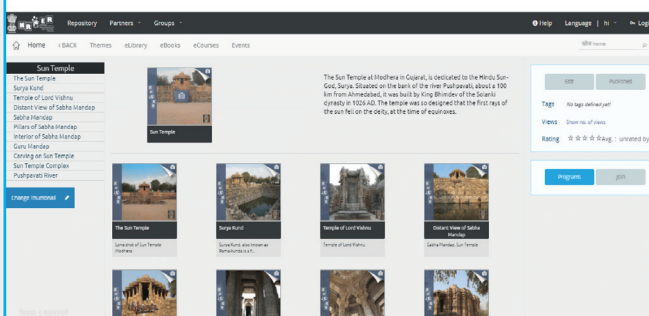 Repository Partners Groups Help Language | hi Logi
Home ‹ BACK Themes eLibrary eBooks eCourses Events
Sun Temple
The Sun Temple
Surya Kund
Temple of Lord Vishnu
Distant View of Sabha Mandap
Sabha Mandap
Pillars of Sabha Mandap
Interior of Sabha Mandap
Guru Mandap
Carving on Sun Temple
Sun Temple Complex
Pushpavati River
Change Thumbnail
Sun Temple
The Sun Temple at Modhera in Gujarat, is dedicated to the Hindu Sun-
God, Surya. Situated on the bank of the river Pushpavati, about a 100
km from Ahmedabad, it was built by King Bhimdev of the Solanki
dynasty in 1026 AD. The temple was so designed that the first rays of
the sun fell on the deity, at the time of equinoxes.
Edit Published
Tags No tags defined yet!
Views Show no. of views
Rating Avg. : unrated by
Programs Join
The Sun Temple
Surya Kund
Temple of Lord Vishnu
Distant View of Sabha
Mandap
Temple of Lord Vishnu
Sabha Mandap, Sun Temple